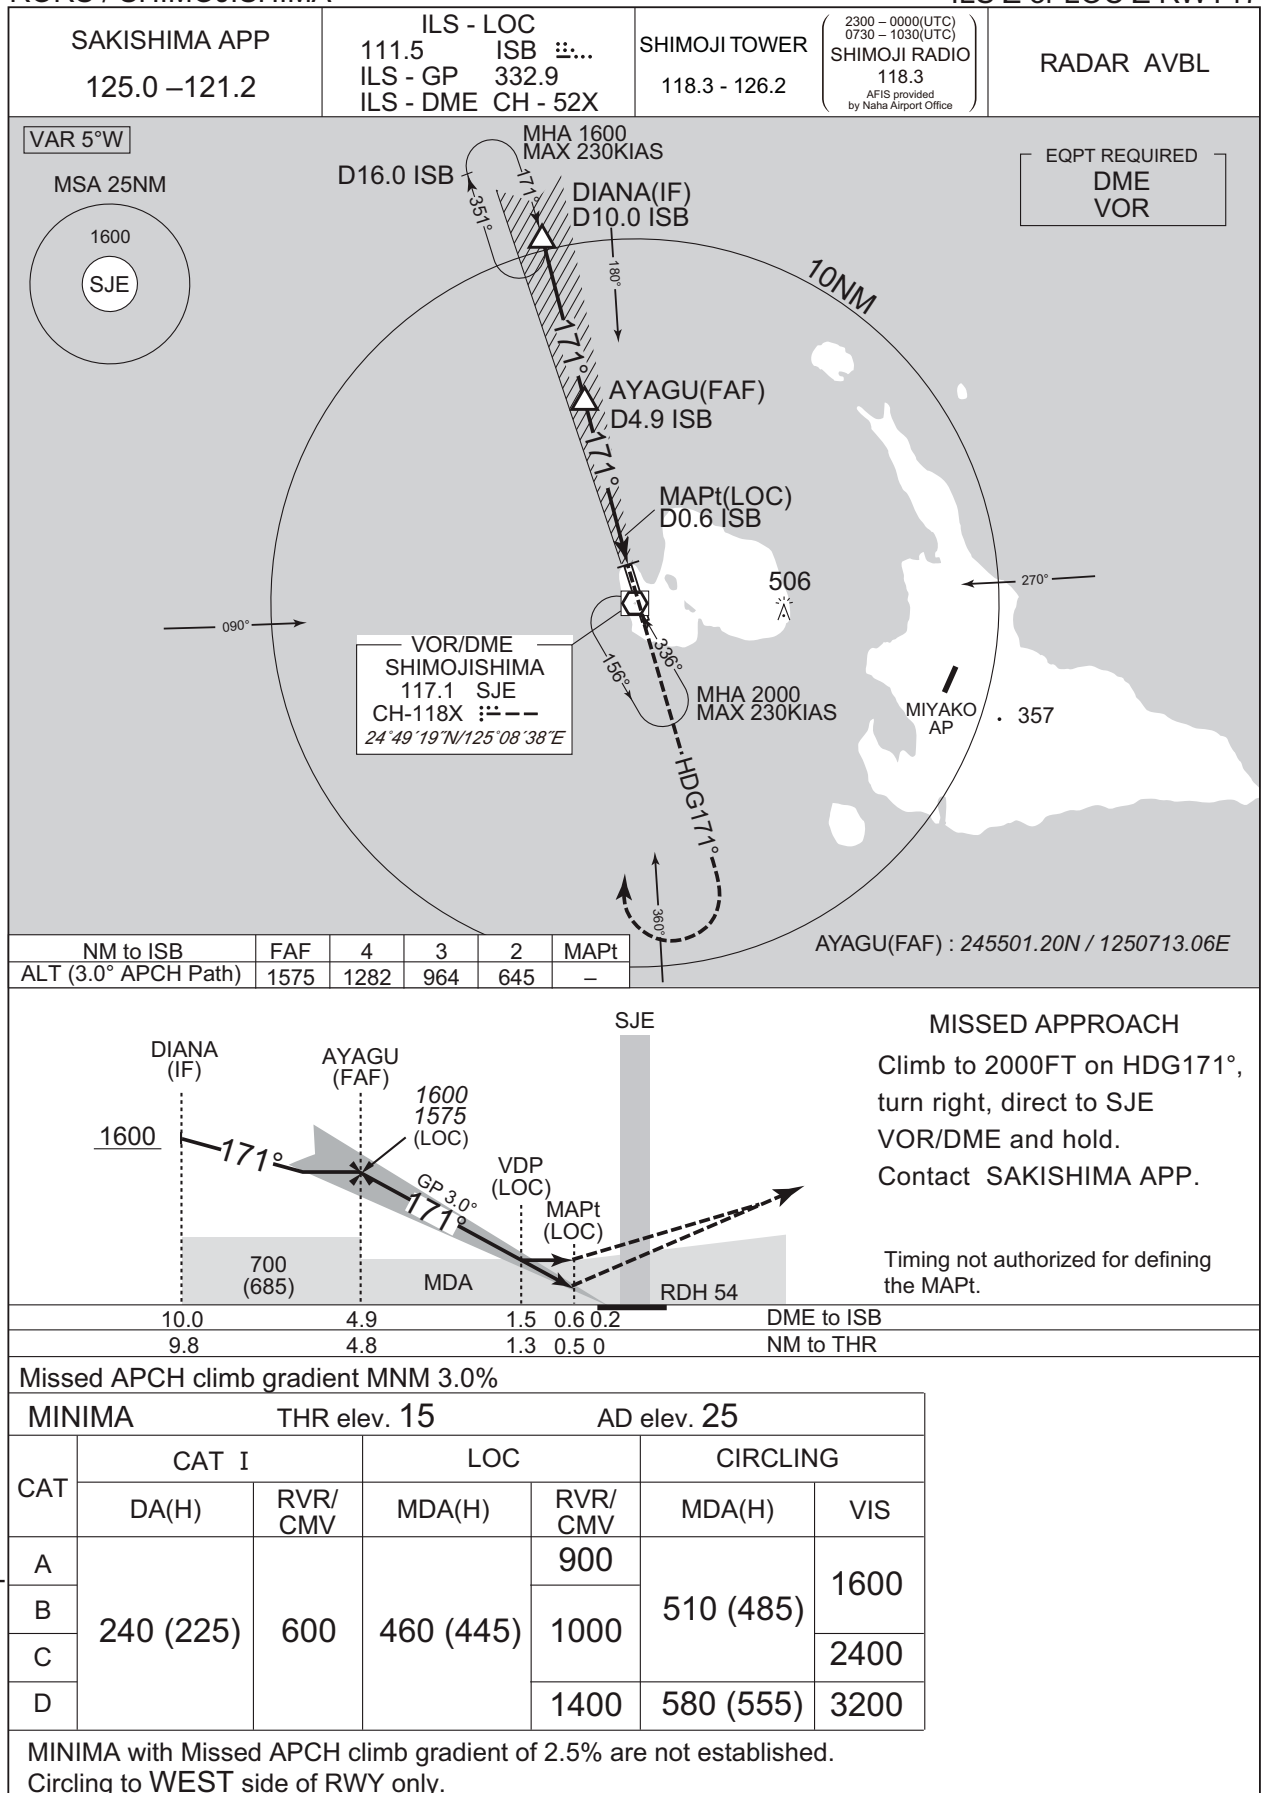 RORS / SHIMOJISHIMA
ILS Z or LOC Z RWY17
SAKISHIMA APP
125.0 –121.2
ILS - LOC
111.5 ISB
ILS - GP 332.9
ILS - DME CH - 52X
SHIMOJI TOWER
118.3 - 126.2
2300 – 0000(UTC)
0730 – 1030(UTC)
SHIMOJI RADIO
118.3
AFIS provided
by Naha Airport Office
RADAR AVBL
VAR 5°W
MSA 25NM
1600
SJE
MHA 1600
MAX 230KIAS
D16.0 ISB
351°
171°
DIANA(IF)
D10.0 ISB
180°
EQPT REQUIRED
DME
VOR
10NM
171°
AYAGU(FAF)
D4.9 ISB
171°
MAPt(LOC)
D0.6 ISB
506
270°
090°
VOR/DME
SHIMOJISHIMA
117.1 SJE
CH-118X
24°49´19˝N/125°08´38˝E
156°
336°
MHA 2000
MAX 230KIAS
MIYAKO
AP
357
HDG171°
360°
AYAGU(FAF) : 245501.20N / 1250713.06E
NM to ISB FAF 4 3 2 MAPt
ALT (3.0° APCH Path) 1575 1282 964 645 –
SJE
DIANA
(IF)
AYAGU
(FAF)
1600
1575
(LOC)
1600
171°
GP 3.0°
171°
VDP
(LOC)
MAPt
(LOC)
700
(685)
MDA
RDH 54
MISSED APPROACH
Climb to 2000FT on HDG171°,
turn right, direct to SJE
VOR/DME and hold.
Contact SAKISHIMA APP.
Timing not authorized for defining
the MAPt.
10.0 4.9 1.5 0.6 0.2 DME to ISB
9.8 4.8 1.3 0.5 0 NM to THR
Missed APCH climb gradient MNM 3.0%
MINIMA THR elev. 15 AD elev. 25
CAT CAT I LOC CIRCLING
DA(H) RVR/CMV MDA(H) RVR/CMV MDA(H) VIS
A 240 (225) 600 460 (445) 900 510 (485) 1600
B 1000
C 2400
D 1400 580 (555) 3200
MINIMA with Missed APCH climb gradient of 2.5% are not established.
Circling to WEST side of RWY only.